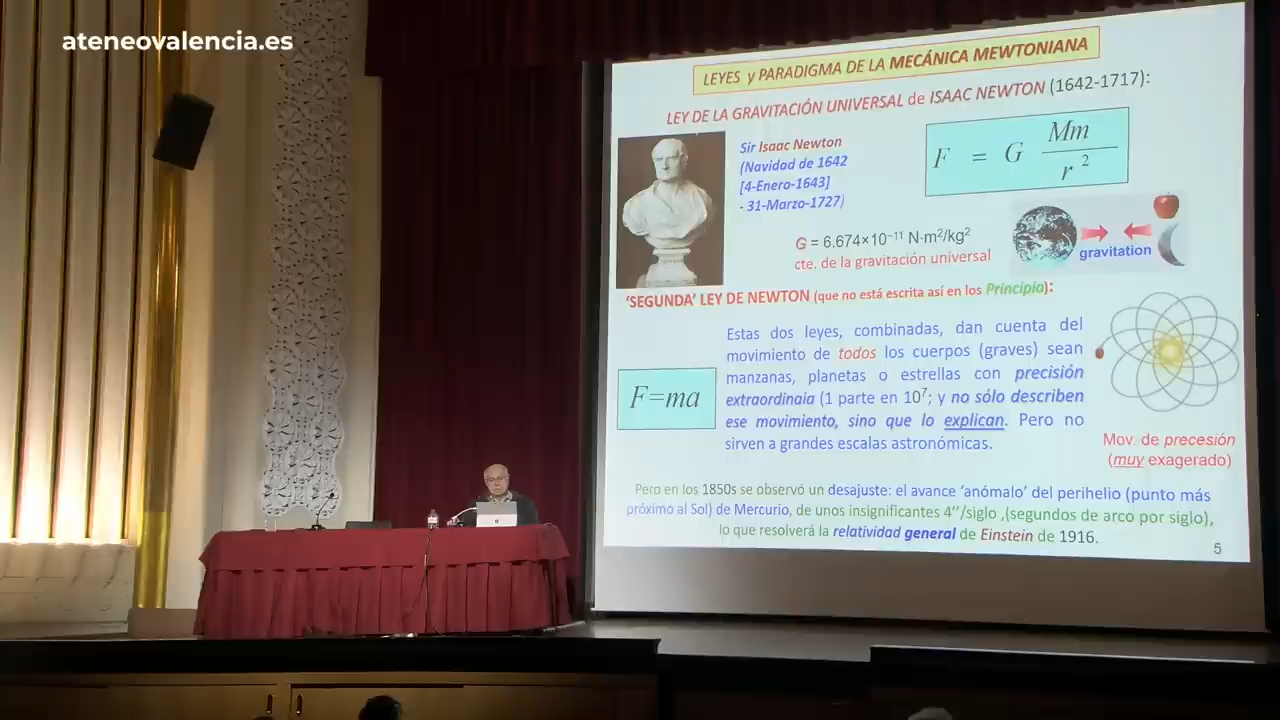 ateneovalencia.es
LEYES y PARADIGMA DE LA MECÁNICA MEWTONIANA
LEY DE LA GRAVITACIÓN UNIVERSAL de ISAAC NEWTON (1642-1717):
Sir Isaac Newton
(Navidad de 1642
[4-Enero-1643]
- 31-Marzo-1727)
F = G Mm / r²
G = 6.674×10⁻¹¹ N·m²/kg²
cte. de la gravitación universal
gravitation
'SEGUNDA' LEY DE NEWTON (que no está escrita así en los Principia):
F=ma
Estas dos leyes, combinadas, dan cuenta del
movimiento de todos los cuerpos (graves) sean
manzanas, planetas o estrellas con precisión
extraordinaia (1 parte en 10⁷; y no sólo describen
ese movimiento, sino que lo explican. Pero no
sirven a grandes escalas astronómicas.
Mov. de precesión
(muy exagerado)
Pero en los 1850s se observó un desajuste: el avance 'anómalo' del perihelio (punto más
próximo al Sol) de Mercurio, de unos insignificantes 4''/siglo ,(segundos de arco por siglo),
lo que resolverá la relatividad general de Einstein de 1916.
5